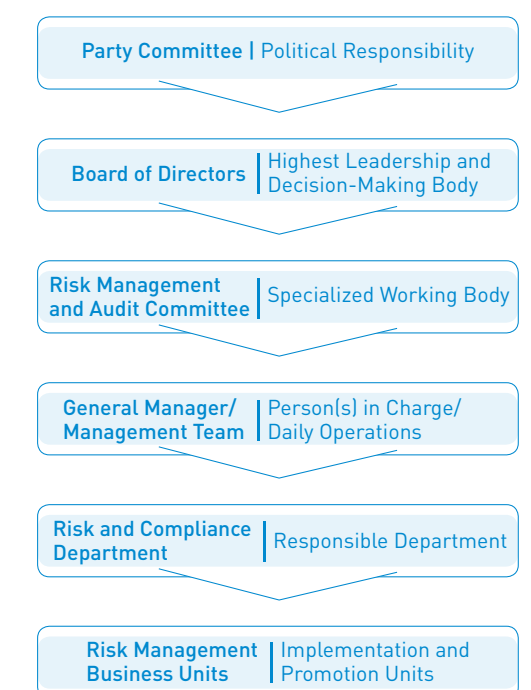 Party Committee | Political Responsibility
Board of Directors | Highest Leadership and
Decision-Making Body
Risk Management
and Audit Committee | Specialized Working Body
General Manager/
Management Team | Person(s) in Charge/
Daily Operations
Risk and Compliance
Department | Responsible Department
Risk Management
Business Units | Implementation and
Promotion Units